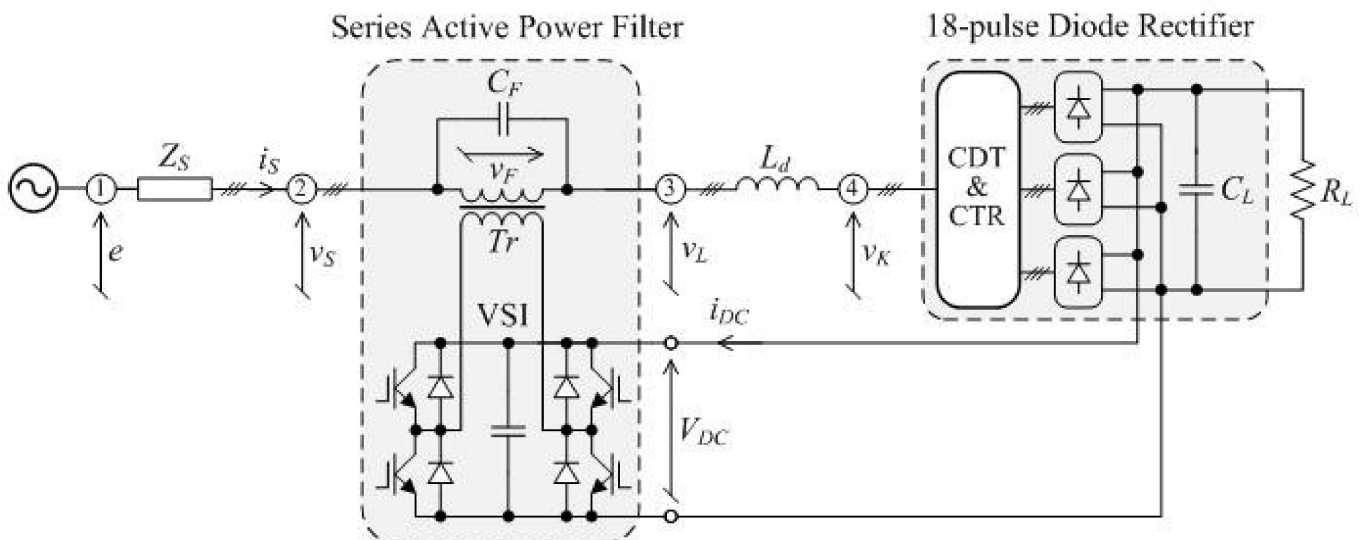 Series Active Power Filter
18-pulse Diode Rectifier
C_F
Z_S
i_S
v_F
L_d
CDT
&
CTR
C_L
R_L
1
2
3
4
Tr
e
v_S
v_L
v_K
VSI
i_DC
V_DC